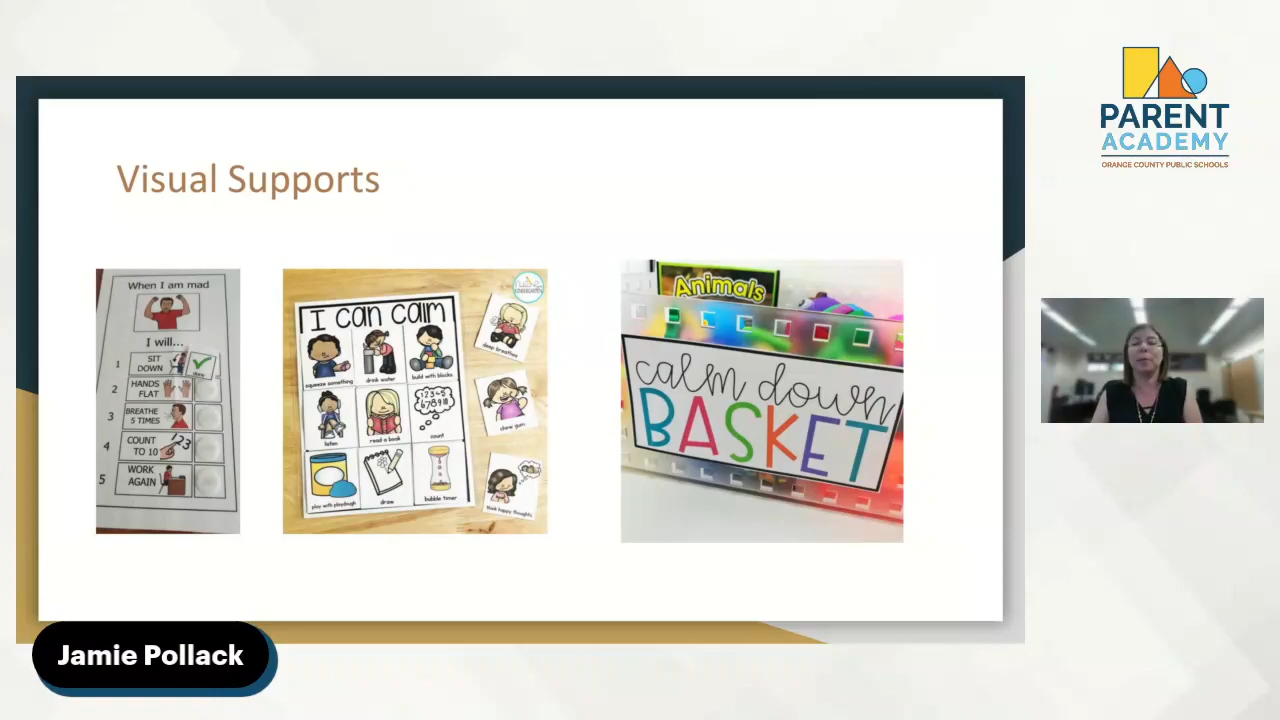 PARENT
ACADEMY
ORANGE COUNTY PUBLIC SCHOOLS
Visual Supports
When I am mad
I will...
1 SIT DOWN done
2 HANDS FLAT
3 BREATHE 5 TIMES
4 COUNT TO 10 123
5 WORK AGAIN
I can calm
squeeze something
drink water
build with blocks
listen
read a book
count
play with playdough
draw
bubble timer
deep breaths
chew gum
think happy thoughts
Animals
calm down
BASKET
Jamie Pollack